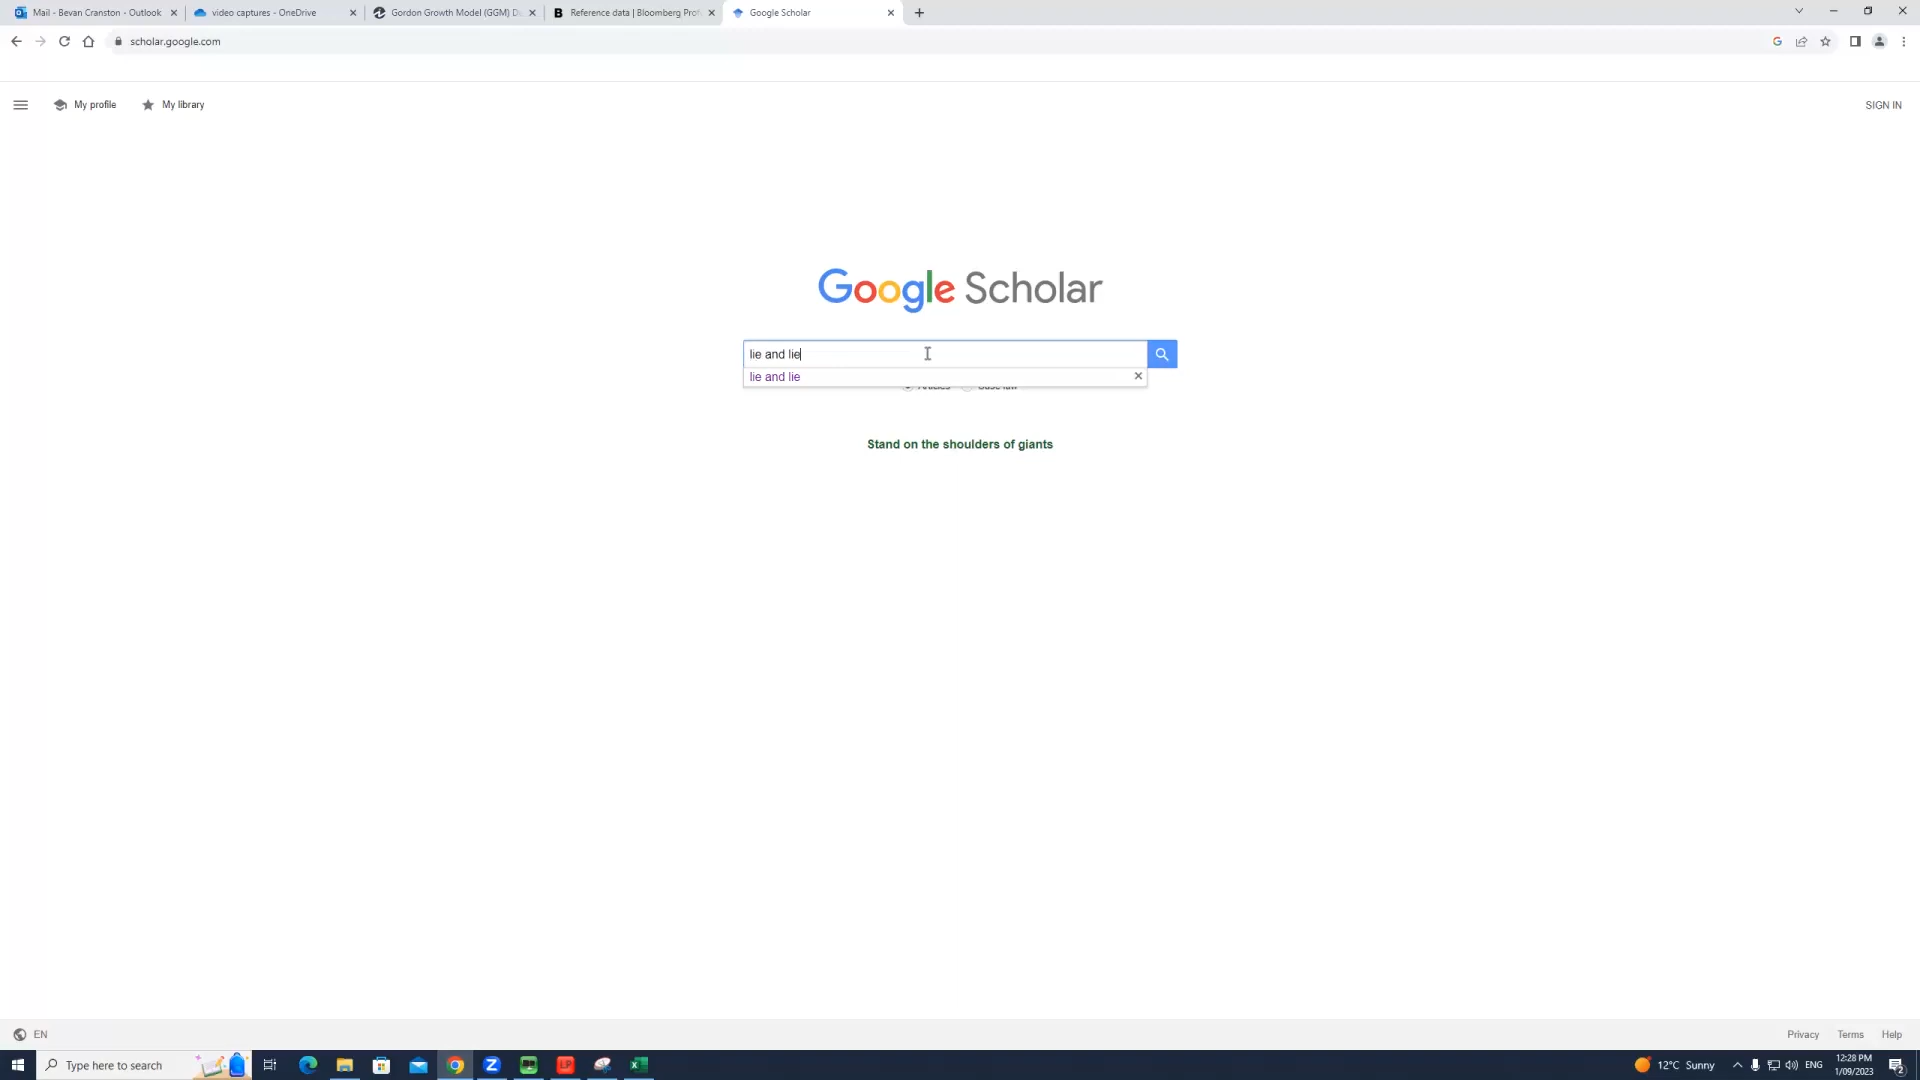 Mail - Bevan Cranston - Outlook
video captures - OneDrive
Gordon Growth Model (GGM) D
Reference data | Bloomberg Prof
Google Scholar
scholar.google.com
My profile
My library
SIGN IN
Google Scholar
lie and lie
lie and lie
Stand on the shoulders of giants
EN
Privacy
Terms
Help
Type here to search
12°C Sunny
ENG
12:28 PM
1/09/2023